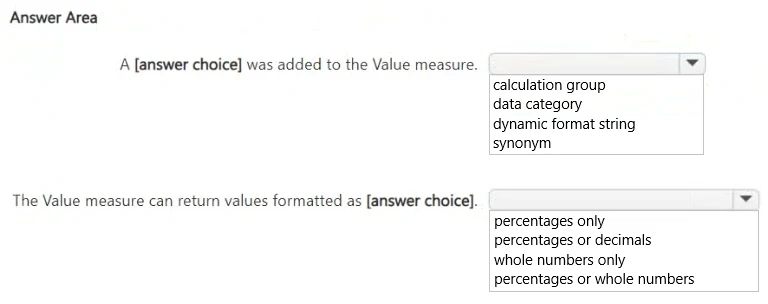 Answer Area
A [answer choice] was added to the Value measure.
calculation group
data category
dynamic format string
synonym
The Value measure can return values formatted as [answer choice].
percentages only
percentages or decimals
whole numbers only
percentages or whole numbers